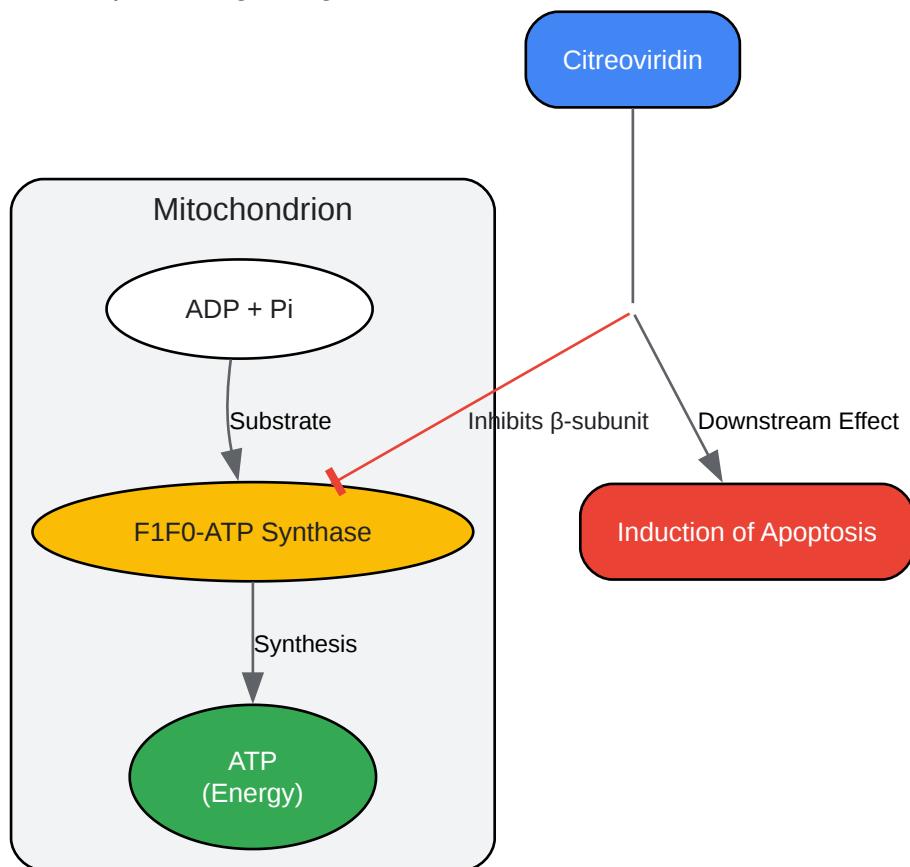 Citreoviridin
Mitochondrion
ADP + Pi
Substrate
Inhibits β-subunit
Downstream Effect
F1F0-ATP Synthase
Induction of Apoptosis
Synthesis
ATP
(Energy)